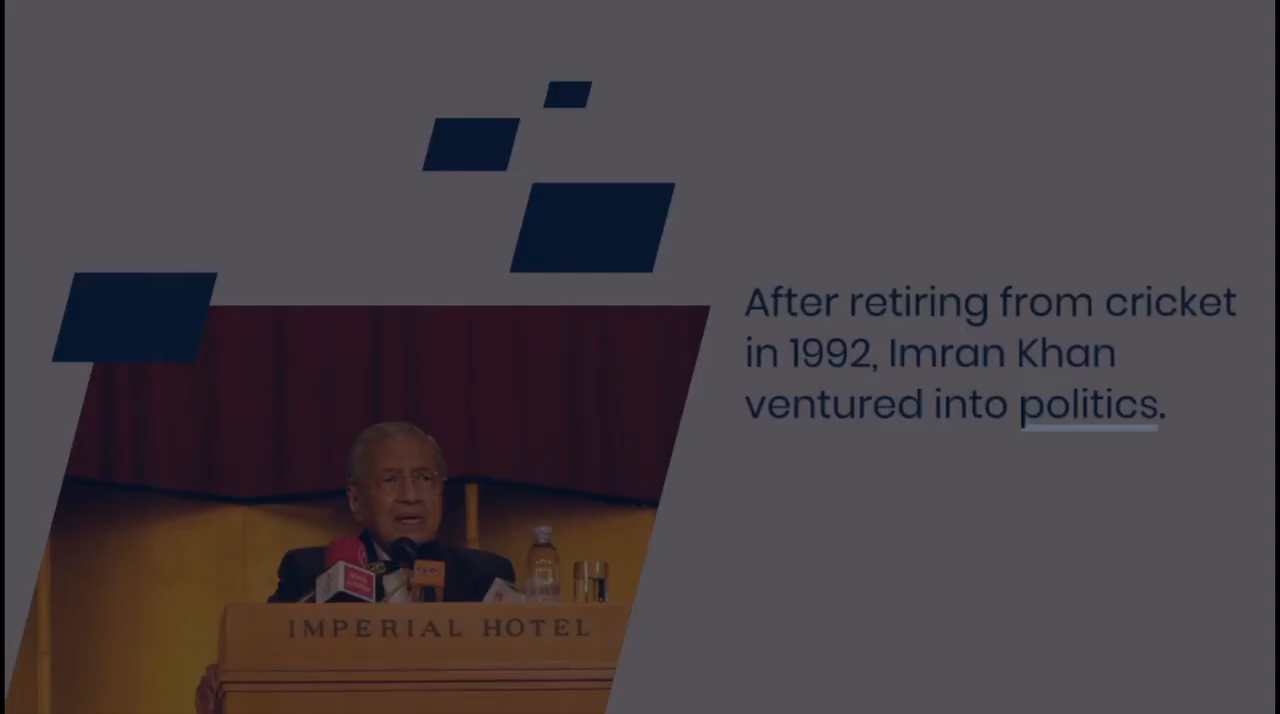 After retiring from cricket
in 1992, Imran Khan
ventured into politics.
IMPERIAL HOTEL